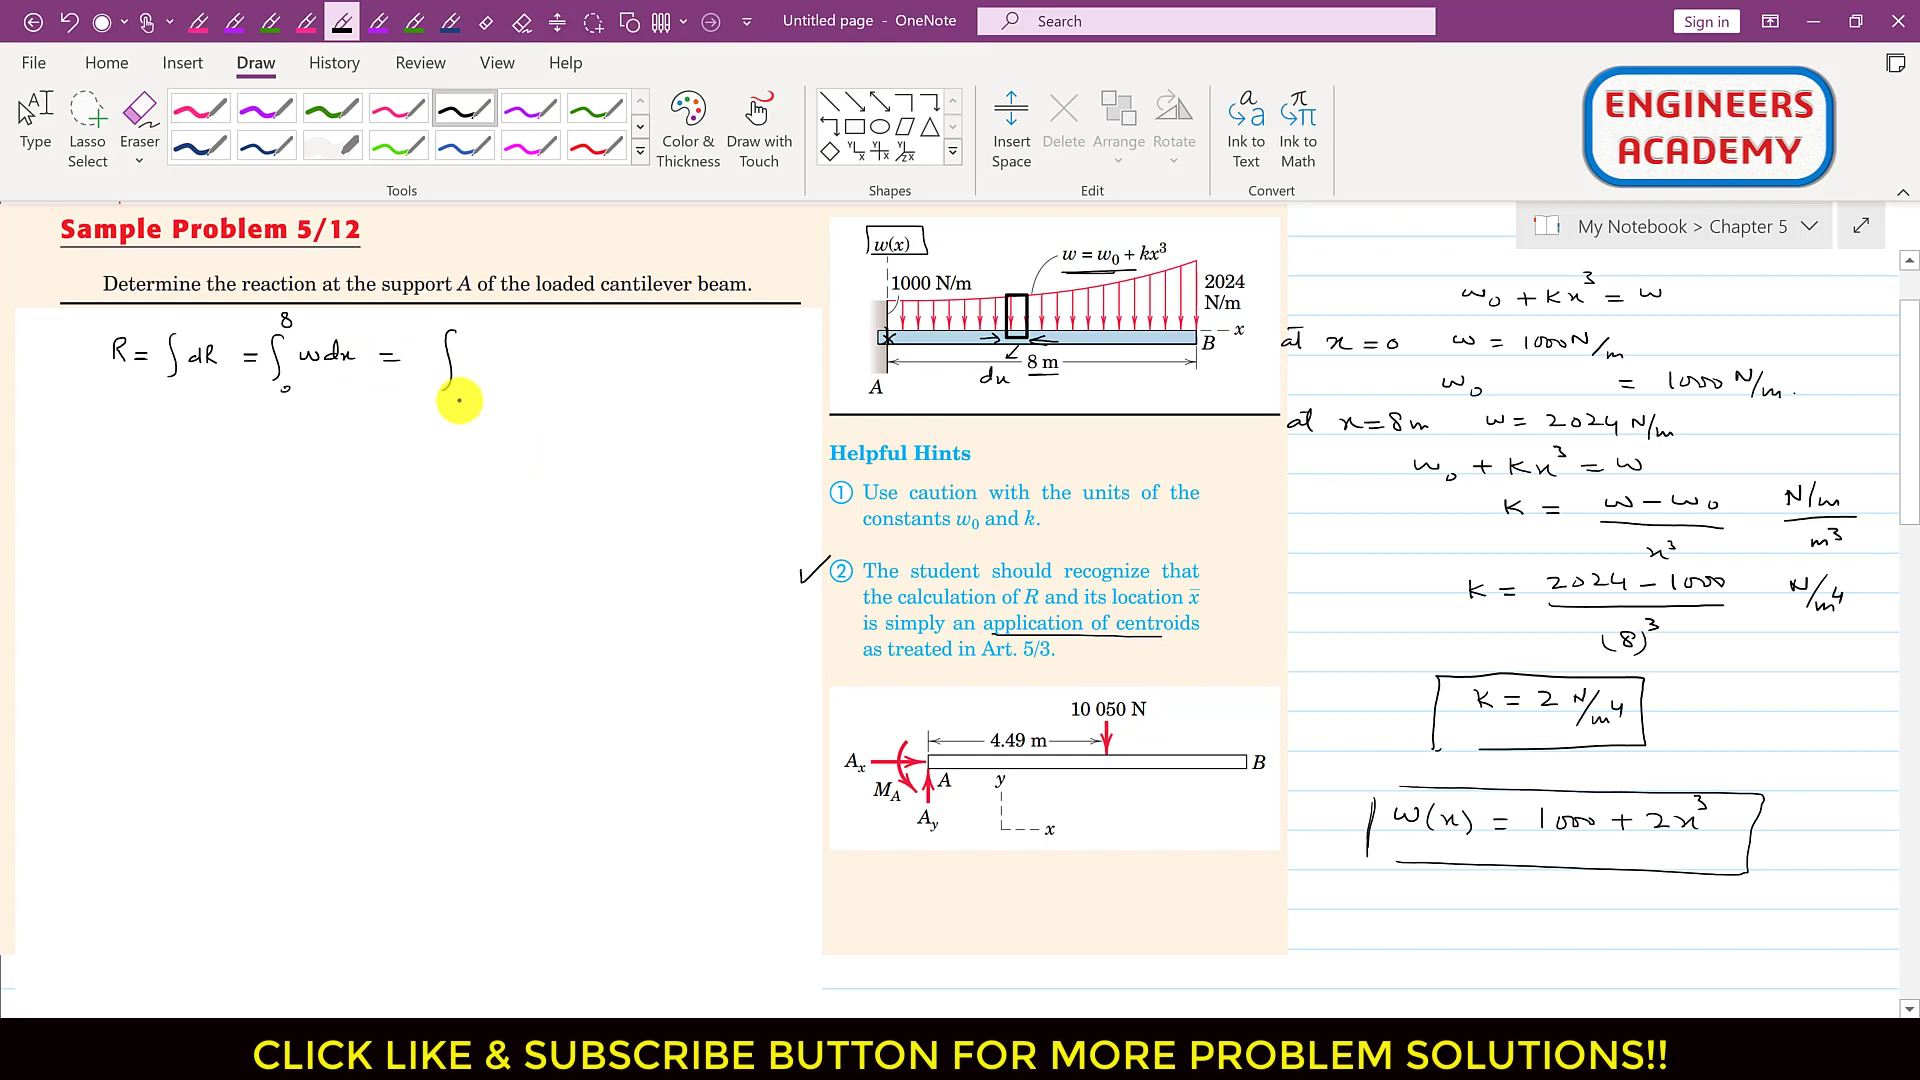 Untitled page - OneNote
Search
Sign in
File Home Insert Draw History Review View Help
Type
Lasso Select
Eraser
Color & Thickness
Draw with Touch
Insert Space
Delete
Arrange
Rotate
Ink to Text
Ink to Math
Tools
Shapes
Edit
Convert
ENGINEERS
ACADEMY
My Notebook > Chapter 5
Sample Problem 5/12
Determine the reaction at the support A of the loaded cantilever beam.
R = ∫ dR = ∫₀⁸ w dx = ∫
w(x)
w = w₀ + kx³
1000 N/m
2024
N/m
x
B
8 m
dx
A
Helpful Hints
① Use caution with the units of the
constants w₀ and k.
② The student should recognize that
the calculation of R and its location x̄
is simply an application of centroids
as treated in Art. 5/3.
10 050 N
4.49 m
Aₓ
A
B
M_A
A_y
y
x
w₀ + kx³ = w
at x = 0 w = 1000 N/m
w₀ = 1000 N/m.
at x = 8m w = 2024 N/m
w₀ + kx³ = w
K = (w - w₀)/x³ (N/m)/m³
K = (2024 - 1000)/(8)³ N/m⁴
K = 2 N/m⁴
w(x) = 1000 + 2x³
CLICK LIKE & SUBSCRIBE BUTTON FOR MORE PROBLEM SOLUTIONS!!